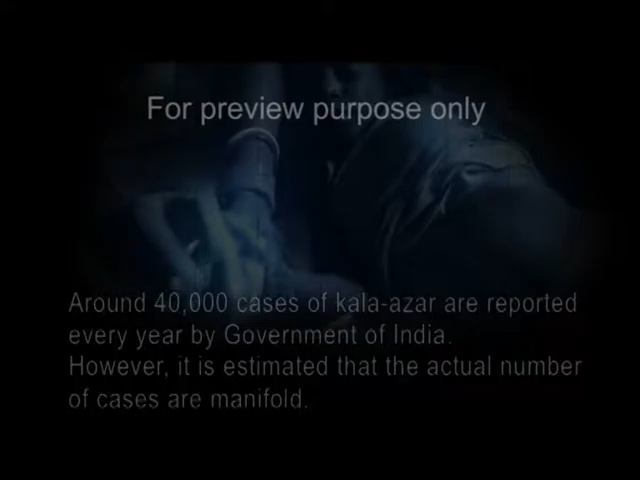 For preview purpose only
Around 40,000 cases of kala-azar are reported
every year by Government of India.
However, it is estimated that the actual number
of cases are manifold.